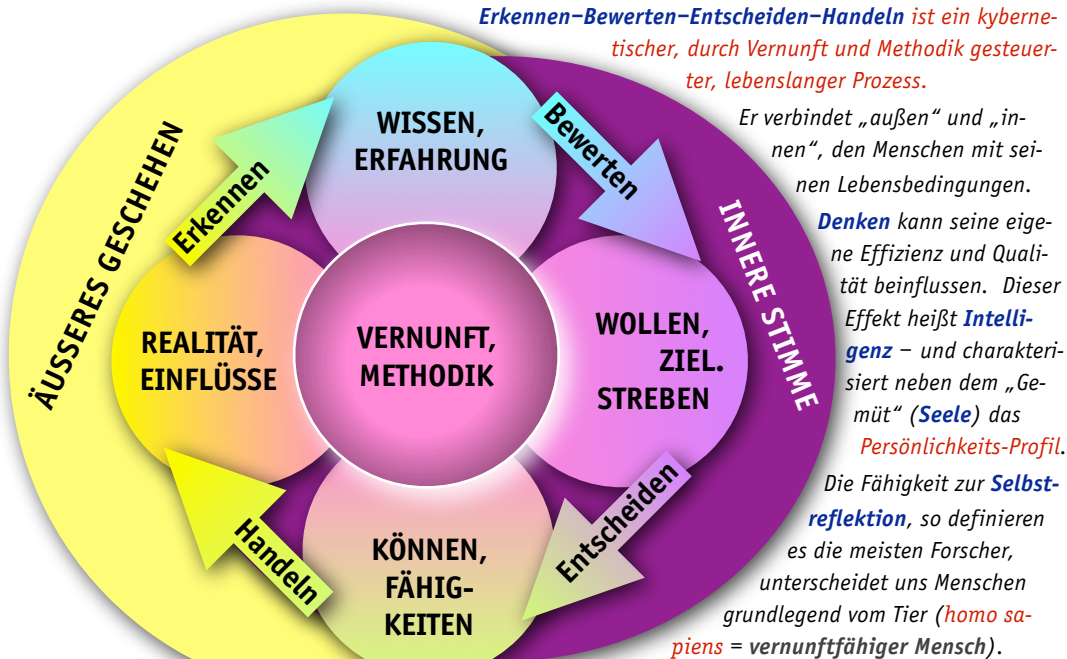 Erkennen–Bewerten–Entscheiden–Handeln ist ein kyberne-
tischer, durch Vernunft und Methodik gesteuer-
ter, lebenslanger Prozess.
Er verbindet „außen“ und „in-
nen“, den Menschen mit sei-
nen Lebensbedingungen.
Denken kann seine eige-
ne Effizienz und Quali-
tät beinflussen. Dieser
Effekt heißt Intelli-
genz – und charakteri-
siert neben dem „Ge-
müt“ (Seele) das
Persönlichkeits-Profil.
Die Fähigkeit zur Selbst-
reflektion, so definieren
es die meisten Forscher,
unterscheidet uns Menschen
grundlegend vom Tier (homo sa-
piens = vernunftfähiger Mensch).
ÄUSSERES GESCHEHEN
INNERE STIMME
Erkennen
WISSEN,
ERFAHRUNG
Bewerten
WOLLEN,
ZIEL.
STREBEN
Entscheiden
KÖNNEN,
FÄHIG-
KEITEN
Handeln
REALITÄT,
EINFLÜSSE
VERNUNFT,
METHODIK